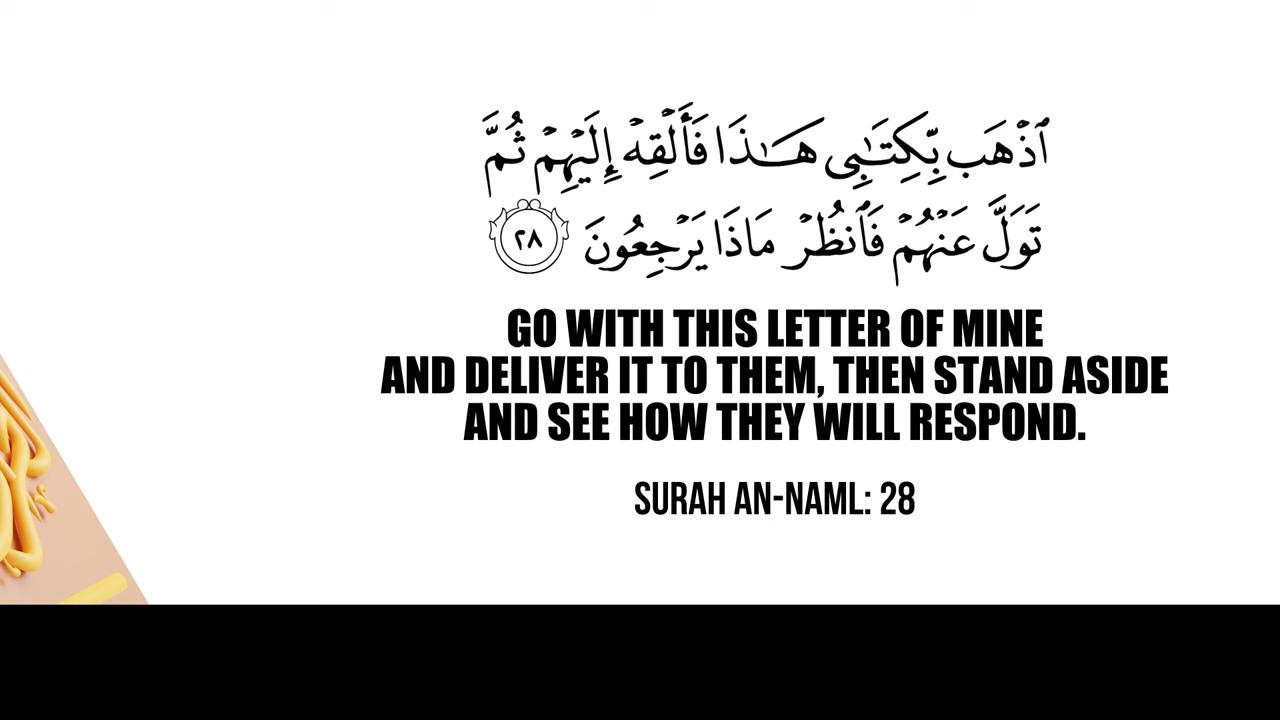 ٱذْهَب بِّكِتَـٰبِى هَـٰذَا فَأَلْقِهْ إِلَيْهِمْ ثُمَّ
تَوَلَّ عَنْهُمْ فَٱنظُرْ مَاذَا يَرْجِعُونَ ٢٨
GO WITH THIS LETTER OF MINE
AND DELIVER IT TO THEM, THEN STAND ASIDE
AND SEE HOW THEY WILL RESPOND.
SURAH AN-NAML: 28